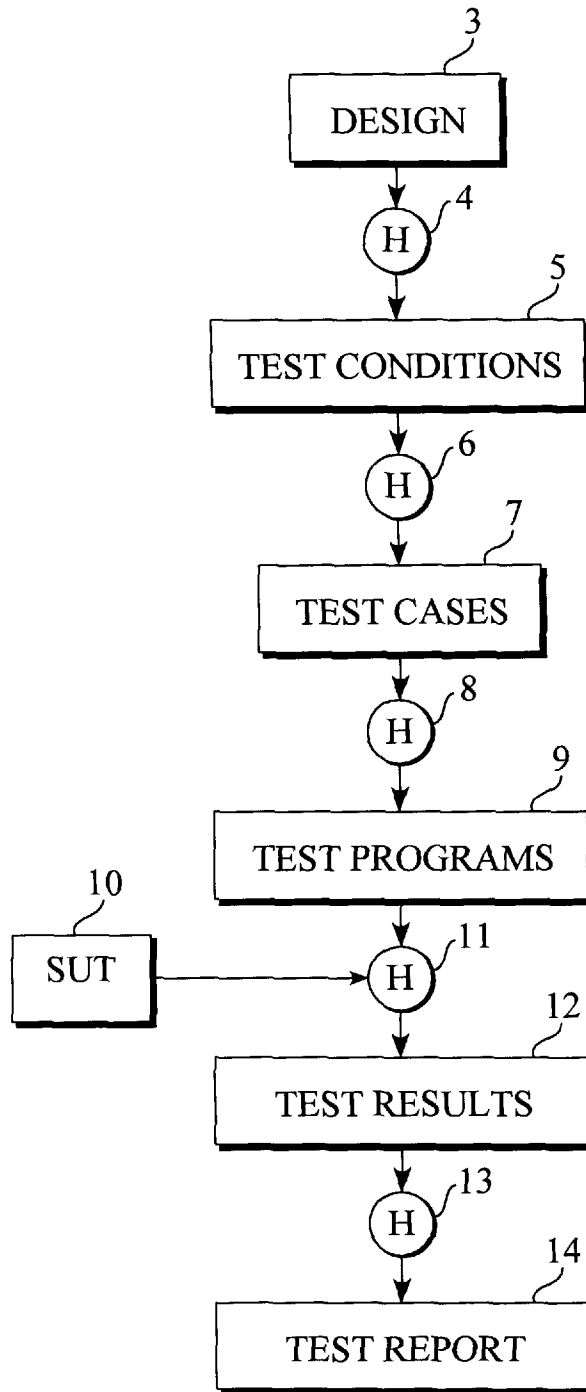 3
DESIGN
4
H
5
TEST CONDITIONS
6
H
7
TEST CASES
8
H
9
TEST PROGRAMS
10
SUT
11
H
12
TEST RESULTS
13
H
14
TEST REPORT